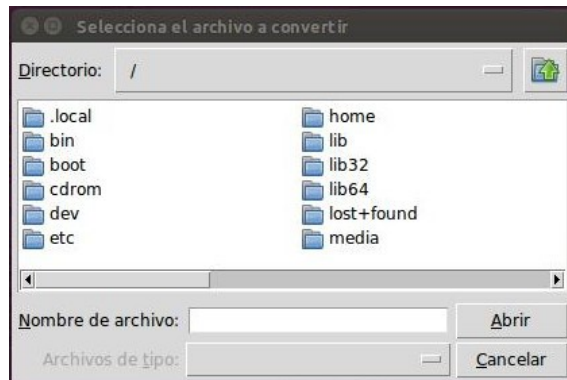 Selecciona el archivo a convertir
Directorio: /
.local
bin
boot
cdrom
dev
etc
home
lib
lib32
lib64
lost+found
media
Nombre de archivo: Abrir
Archivos de tipo: Cancelar